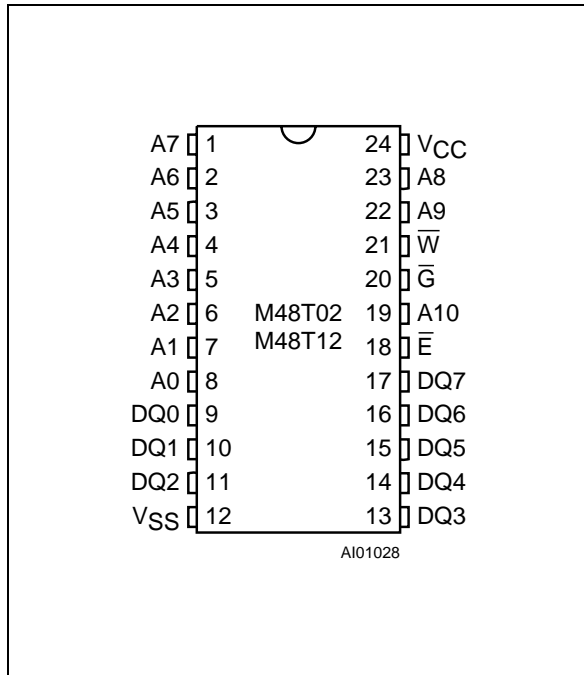 A7 1 24 VCC
A6 2 23 A8
A5 3 22 A9
A4 4 21 W̅
A3 5 20 G̅
A2 6 M48T02 19 A10
A1 7 M48T12 18 E̅
A0 8 17 DQ7
DQ0 9 16 DQ6
DQ1 10 15 DQ5
DQ2 11 14 DQ4
VSS 12 13 DQ3
AI01028